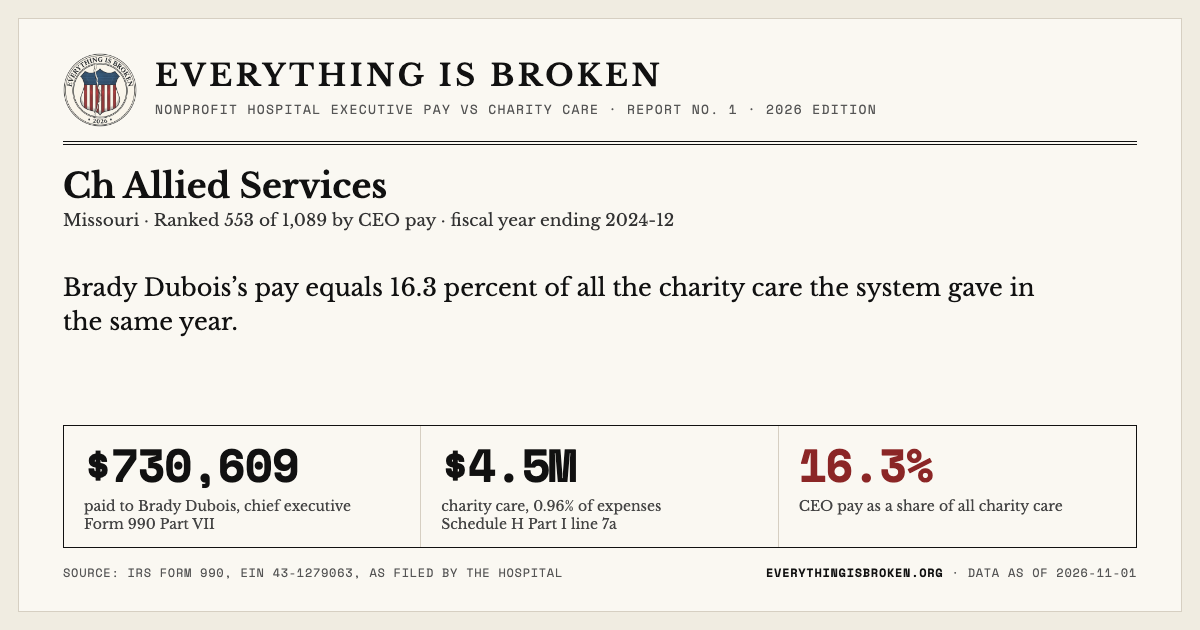 EVERYTHING IS BROKEN
· 2026 ·
EVERYTHING IS BROKEN
NONPROFIT HOSPITAL EXECUTIVE PAY VS CHARITY CARE · REPORT NO. 1 · 2026 EDITION
Ch Allied Services
Missouri · Ranked 553 of 1,089 by CEO pay · fiscal year ending 2024-12
Brady Dubois’s pay equals 16.3 percent of all the charity care the system gave in
the same year.
$730,609
paid to Brady Dubois, chief executive
Form 990 Part VII
$4.5M
charity care, 0.96% of expenses
Schedule H Part I line 7a
16.3%
CEO pay as a share of all charity care
SOURCE: IRS FORM 990, EIN 43-1279063, AS FILED BY THE HOSPITAL
EVERYTHINGISBROKEN.ORG · DATA AS OF 2026-11-01